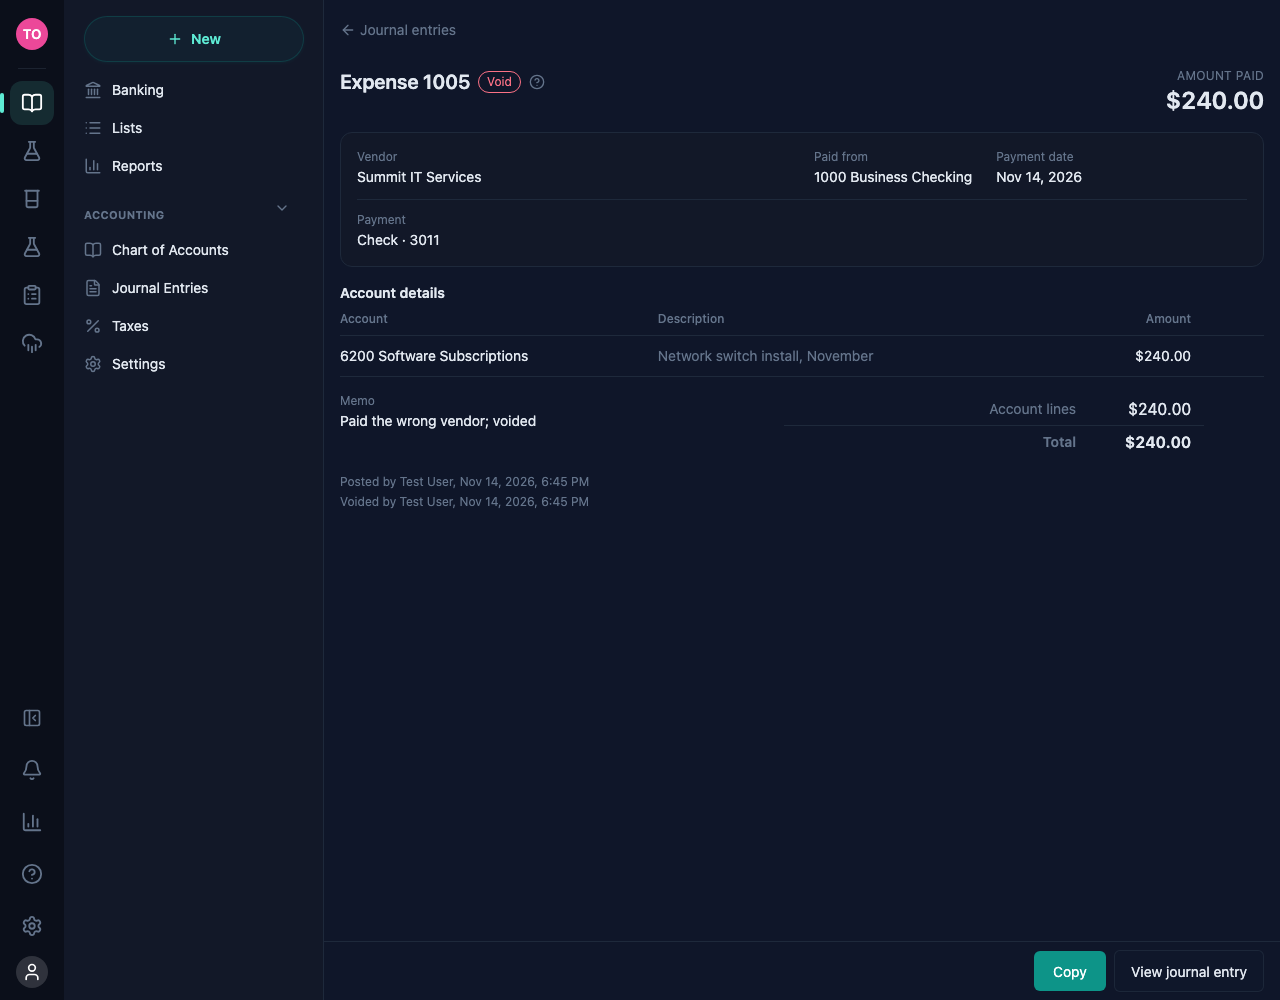 TO
New
Banking
Lists
Reports
ACCOUNTING
Chart of Accounts
Journal Entries
Taxes
Settings
Journal entries
Expense 1005 Void
AMOUNT PAID
$240.00
Vendor Paid from Payment date
Summit IT Services 1000 Business Checking Nov 14, 2026
Payment
Check · 3011
Account details
Account Description Amount
6200 Software Subscriptions Network switch install, November $240.00
Memo
Paid the wrong vendor; voided
Account lines $240.00
Total $240.00
Posted by Test User, Nov 14, 2026, 6:45 PM
Voided by Test User, Nov 14, 2026, 6:45 PM
Copy View journal entry